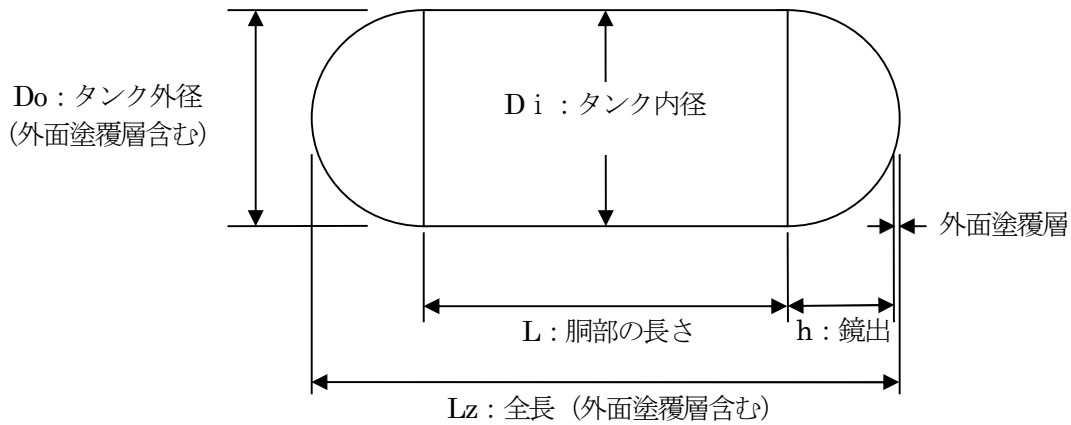 Do：タンク外径
（外面塗覆層含む）
Dｉ：タンク内径
外面塗覆層
L：胴部の長さ
h：鏡出
Lz：全長（外面塗覆層含む）